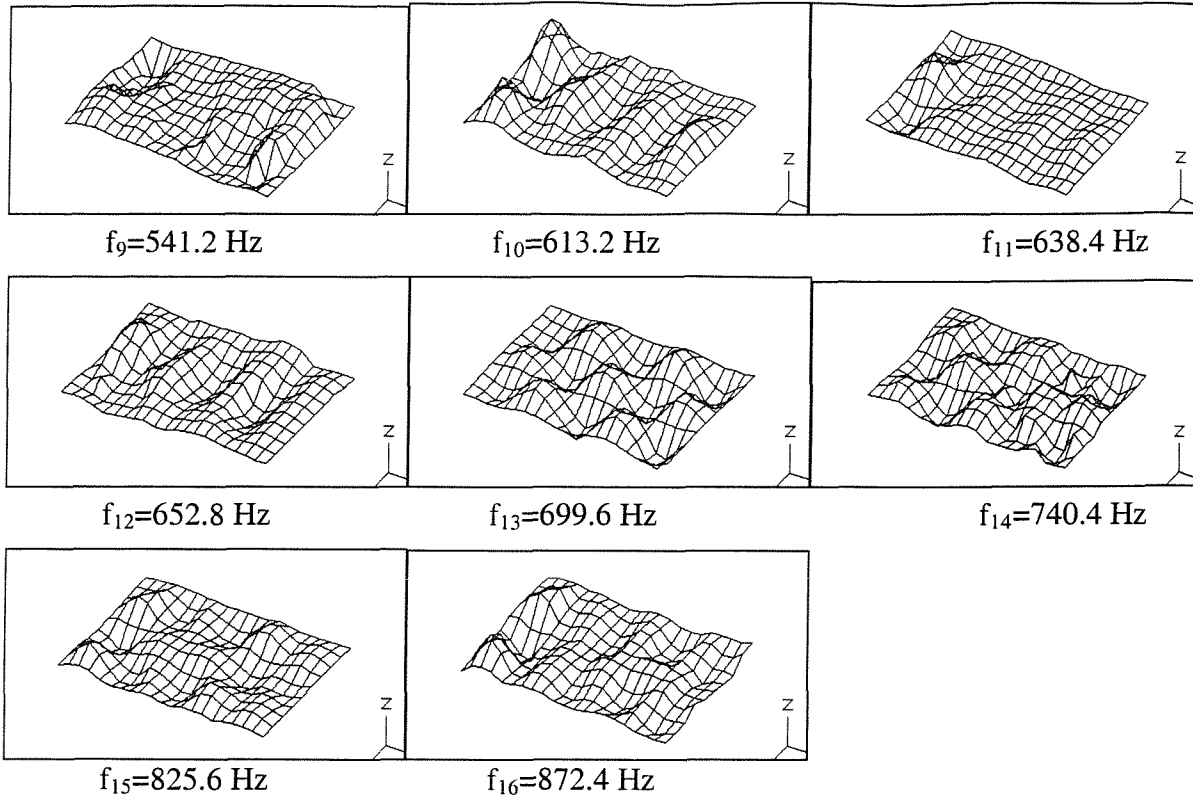 Z Z Z
f₉=541.2 Hz f₁₀=613.2 Hz f₁₁=638.4 Hz
Z Z Z
f₁₂=652.8 Hz f₁₃=699.6 Hz f₁₄=740.4 Hz
Z Z
f₁₅=825.6 Hz f₁₆=872.4 Hz